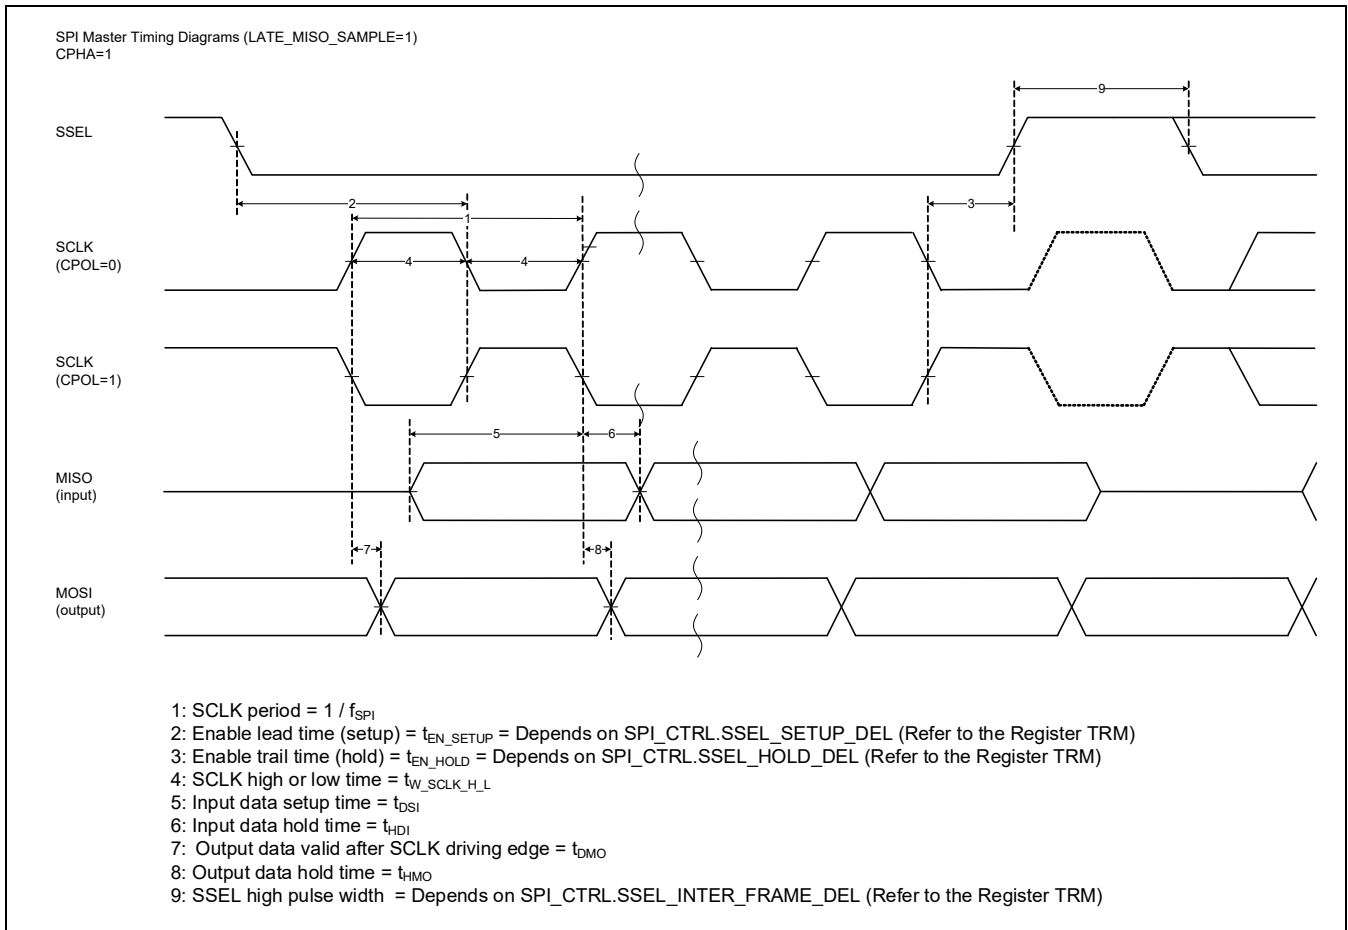 SPI Master Timing Diagrams (LATE_MISO_SAMPLE=1)
CPHA=1
9
SSEL
2
3
1
SCLK
(CPOL=0)
4
4
SCLK
(CPOL=1)
5
6
MISO
(input)
7
8
MOSI
(output)
1: SCLK period = 1 / fSPI
2: Enable lead time (setup) = tEN_SETUP = Depends on SPI_CTRL.SSEL_SETUP_DEL (Refer to the Register TRM)
3: Enable trail time (hold) = tEN_HOLD = Depends on SPI_CTRL.SSEL_HOLD_DEL (Refer to the Register TRM)
4: SCLK high or low time = tW_SCLK_H_L
5: Input data setup time = tDSI
6: Input data hold time = tHDI
7: Output data valid after SCLK driving edge = tDMO
8: Output data hold time = tHMO
9: SSEL high pulse width = Depends on SPI_CTRL.SSEL_INTER_FRAME_DEL (Refer to the Register TRM)